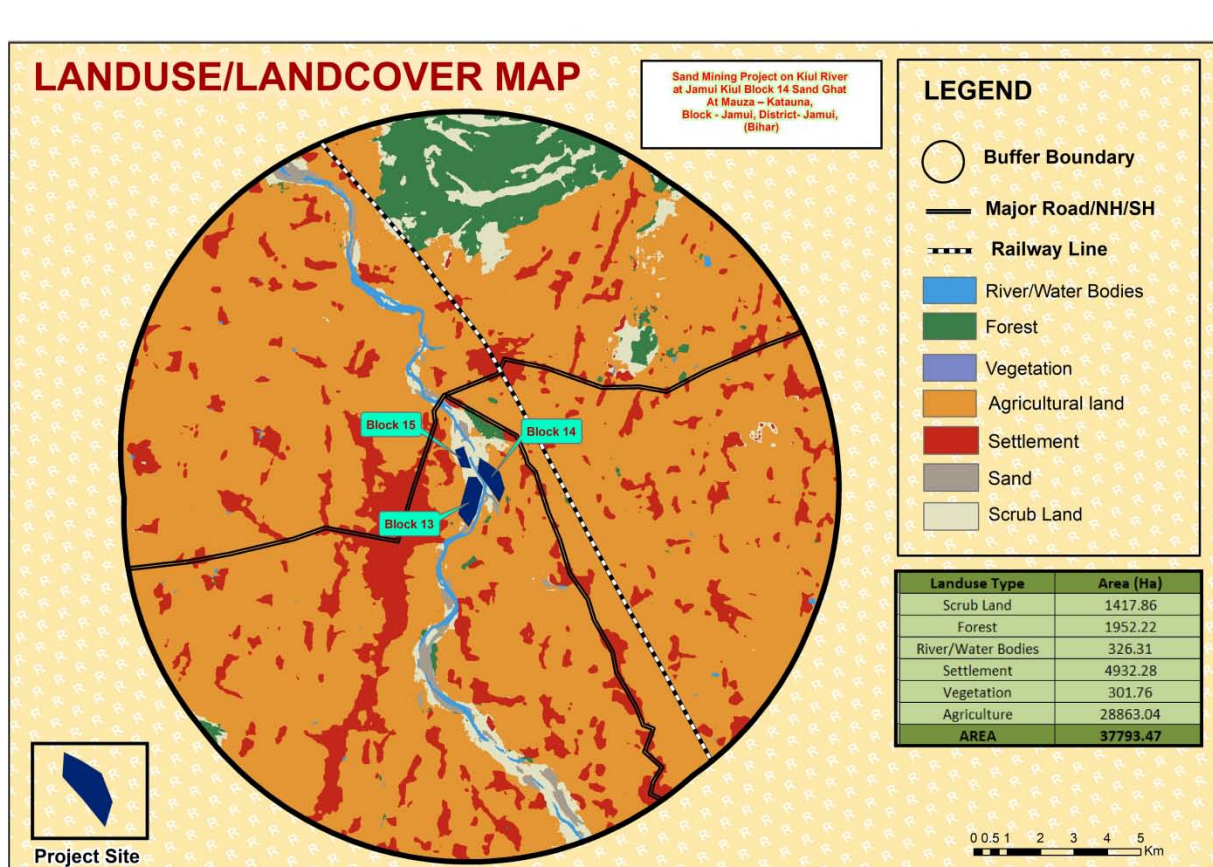 LANDUSE/LANDCOVER MAP
Sand Mining Project on Kiul River
at Jamui Kiul Block 14 Sand Ghat
At Mauza – Katauna,
Block - Jamui, District- Jamui,
(Bihar)
LEGEND
Buffer Boundary
Major Road/NH/SH
Railway Line
River/Water Bodies
Forest
Vegetation
Agricultural land
Settlement
Sand
Scrub Land
Block 15
Block 14
Block 13
Landuse Type Area (Ha)
Scrub Land 1417.86
Forest 1952.22
River/Water Bodies 326.31
Settlement 4932.28
Vegetation 301.76
Agriculture 28863.04
AREA 37793.47
Project Site
0 0.5 1 2 3 4 5
Km